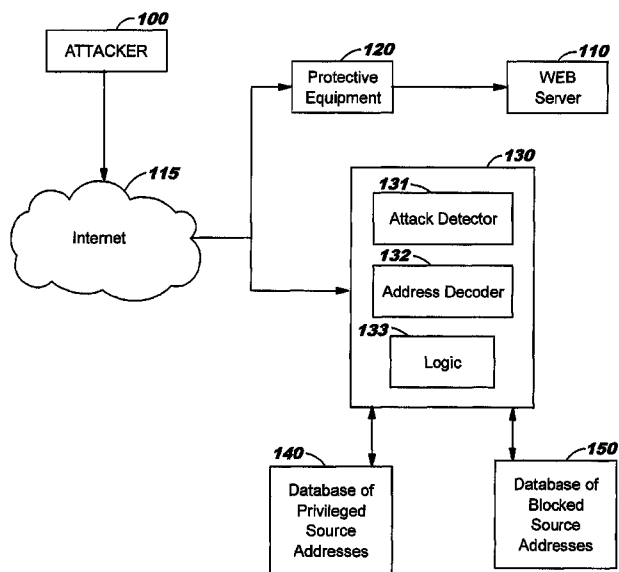 100
ATTACKER
120
Protective
Equipment
110
WEB
Server
115
Internet
130
131
Attack Detector
132
Address Decoder
133
Logic
140
Database of
Privileged
Source
Addresses
150
Database of
Blocked
Source
Addresses